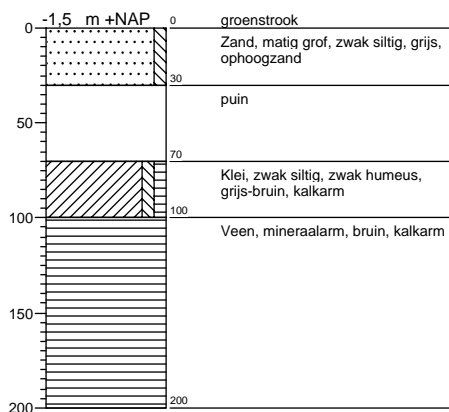 -1,5 m +NAP
0
0
groenstrook
Zand, matig grof, zwak siltig, grijs,
ophoogzand
30
puin
50
70
Klei, zwak siltig, zwak humeus,
grijs-bruin, kalkarm
100
100
Veen, mineraalarm, bruin, kalkarm
150
200
200